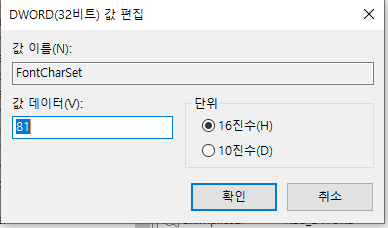 DWORD(32비트) 값 편집
값 이름(N):
FontCharSet
값 데이터(V):
81
단위
16진수(H)
10진수(D)
확인
취소